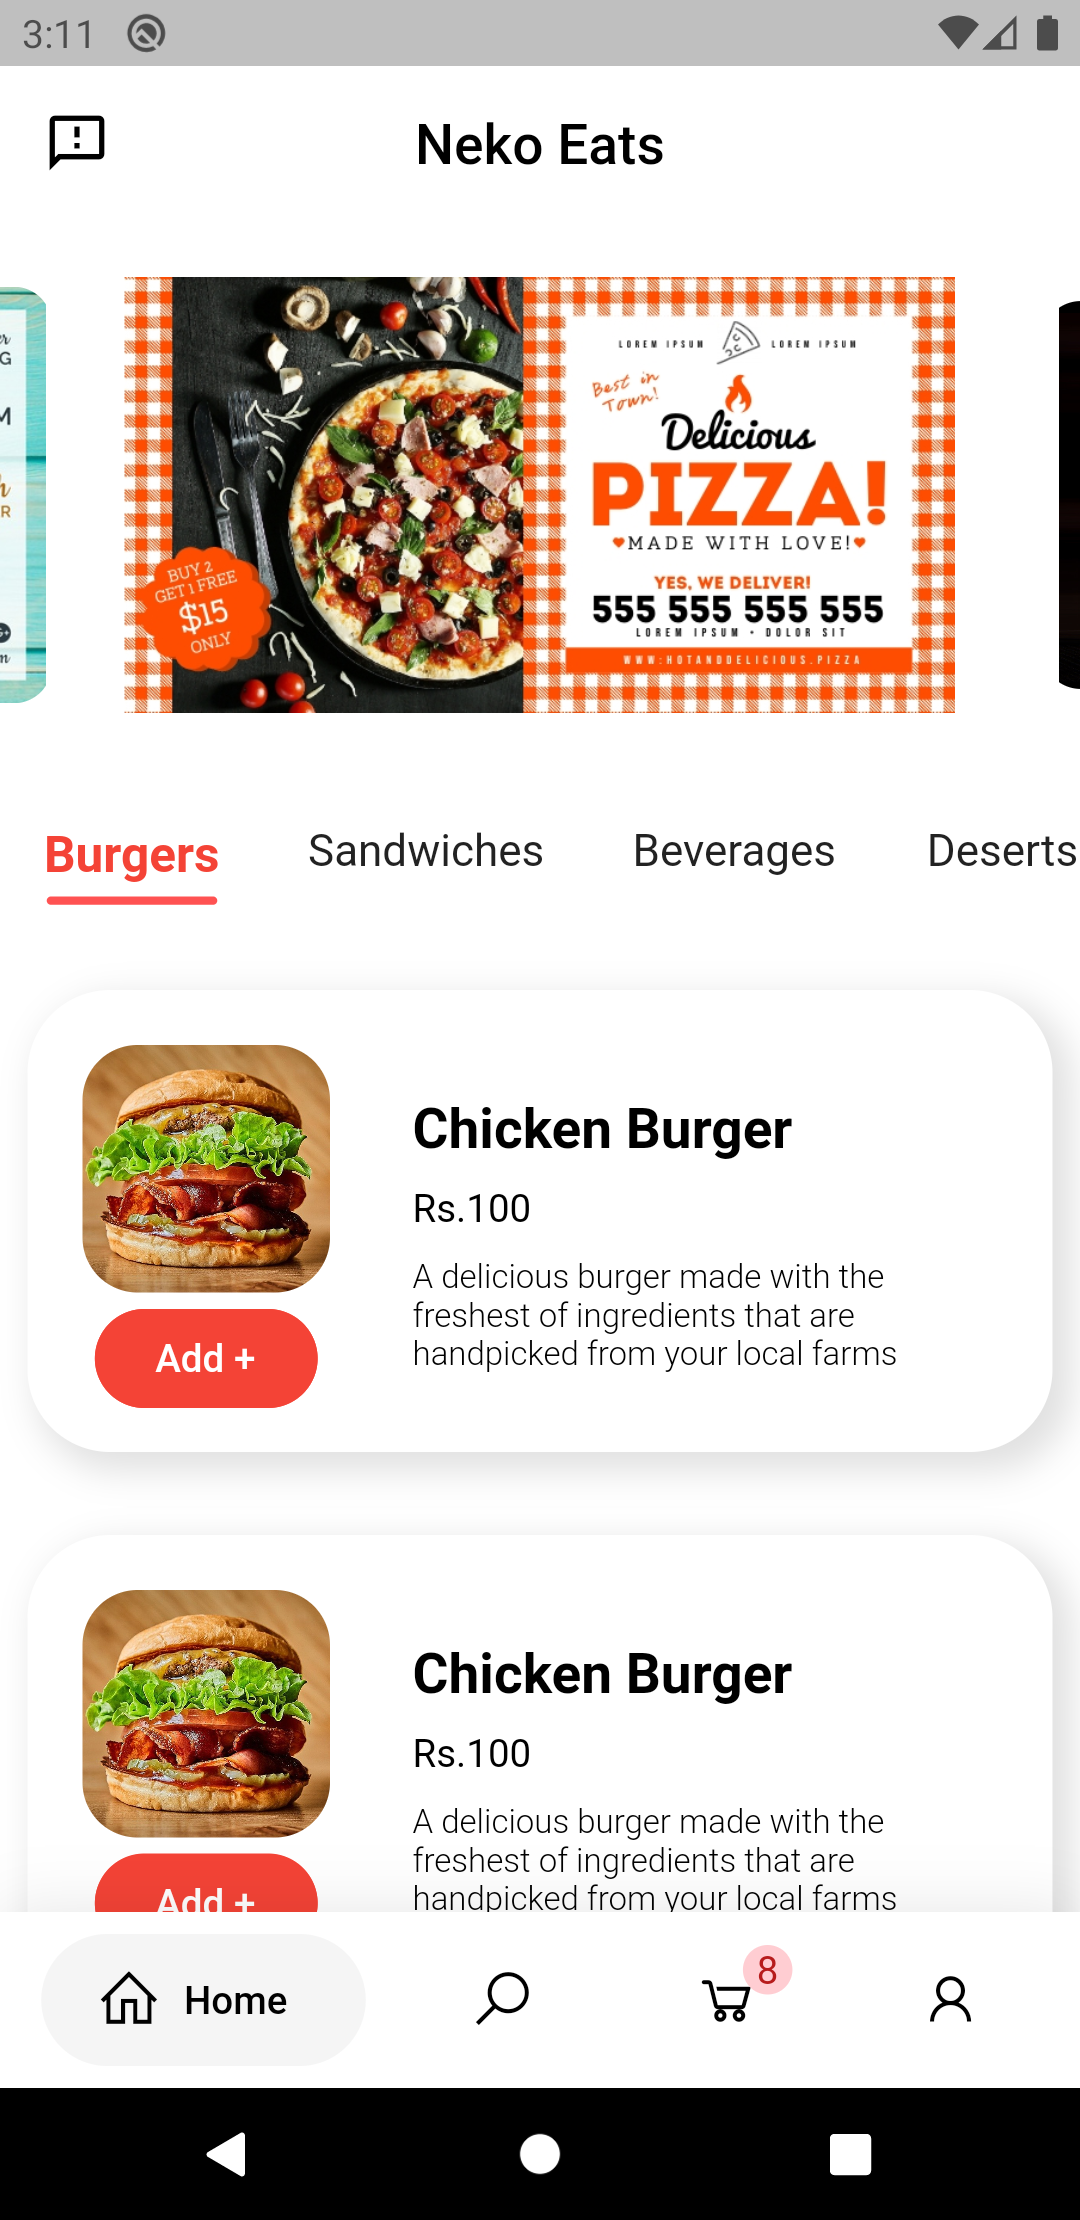 3:11
Neko Eats
G
M
R
LOREM IPSUM LOREM IPSUM
Best in
Town!
Delicious
PIZZA!
MADE WITH LOVE!
YES, WE DELIVER!
555 555 555 555
LOREM IPSUM • DOLOR SIT
WWW.HOTANDDELICIOUS.PIZZA
BUY 2
GET 1 FREE
$15
ONLY
Burgers Sandwiches Beverages Deserts
Chicken Burger
Rs.100
A delicious burger made with the
freshest of ingredients that are
handpicked from your local farms
Add +
Chicken Burger
Rs.100
A delicious burger made with the
freshest of ingredients that are
handpicked from your local farms
Add +
Home
8